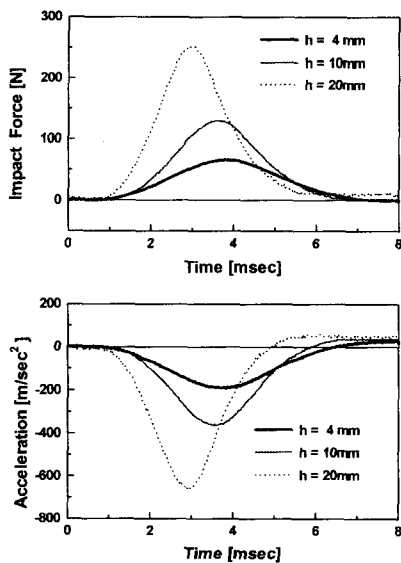 300
200
100
0
Impact Force [N]
h = 4 mm
h = 10mm
h = 20mm
0 2 4 6 8
Time [msec]
200
0
-200
-400
-600
-800
Acceleration [m/sec²]
h = 4 mm
h = 10mm
h = 20mm
0 2 4 6 8
Time [msec]